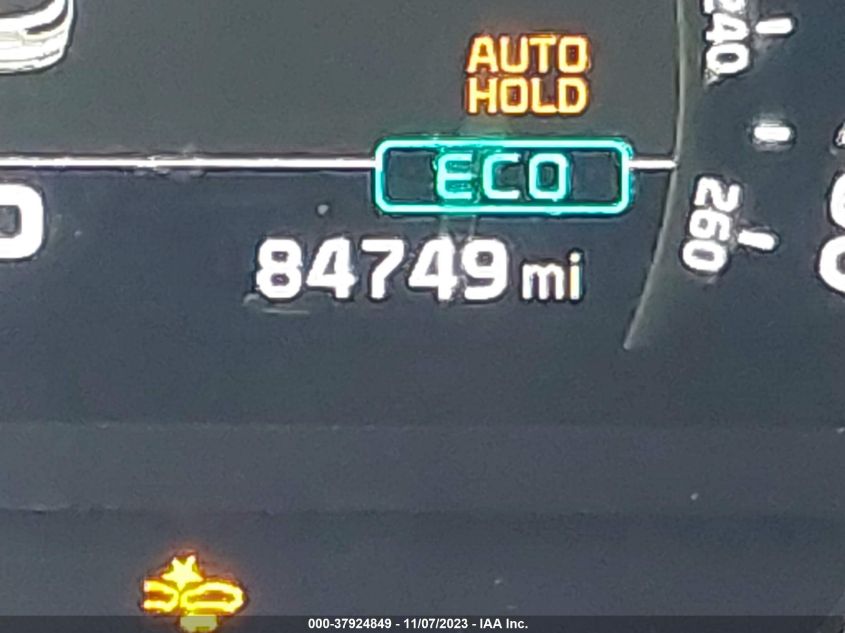 AUTO
HOLD
240
ECO
260
84749 mi
000-37924849 - 11/07/2023 - IAA Inc.